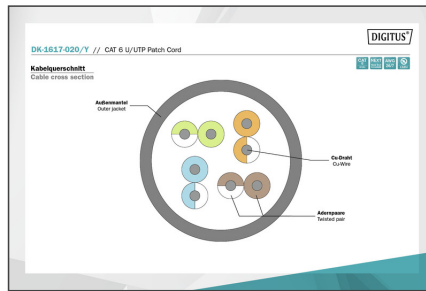 DIGITUS®
DK-1617-020/Y // CAT 6 U/UTP Patch Cord
Kabelquerschnitt
Cable cross section
Außenmantel
Outer jacket
Cu-Draht
Cu-Wire
Adernpaare
Twisted pair